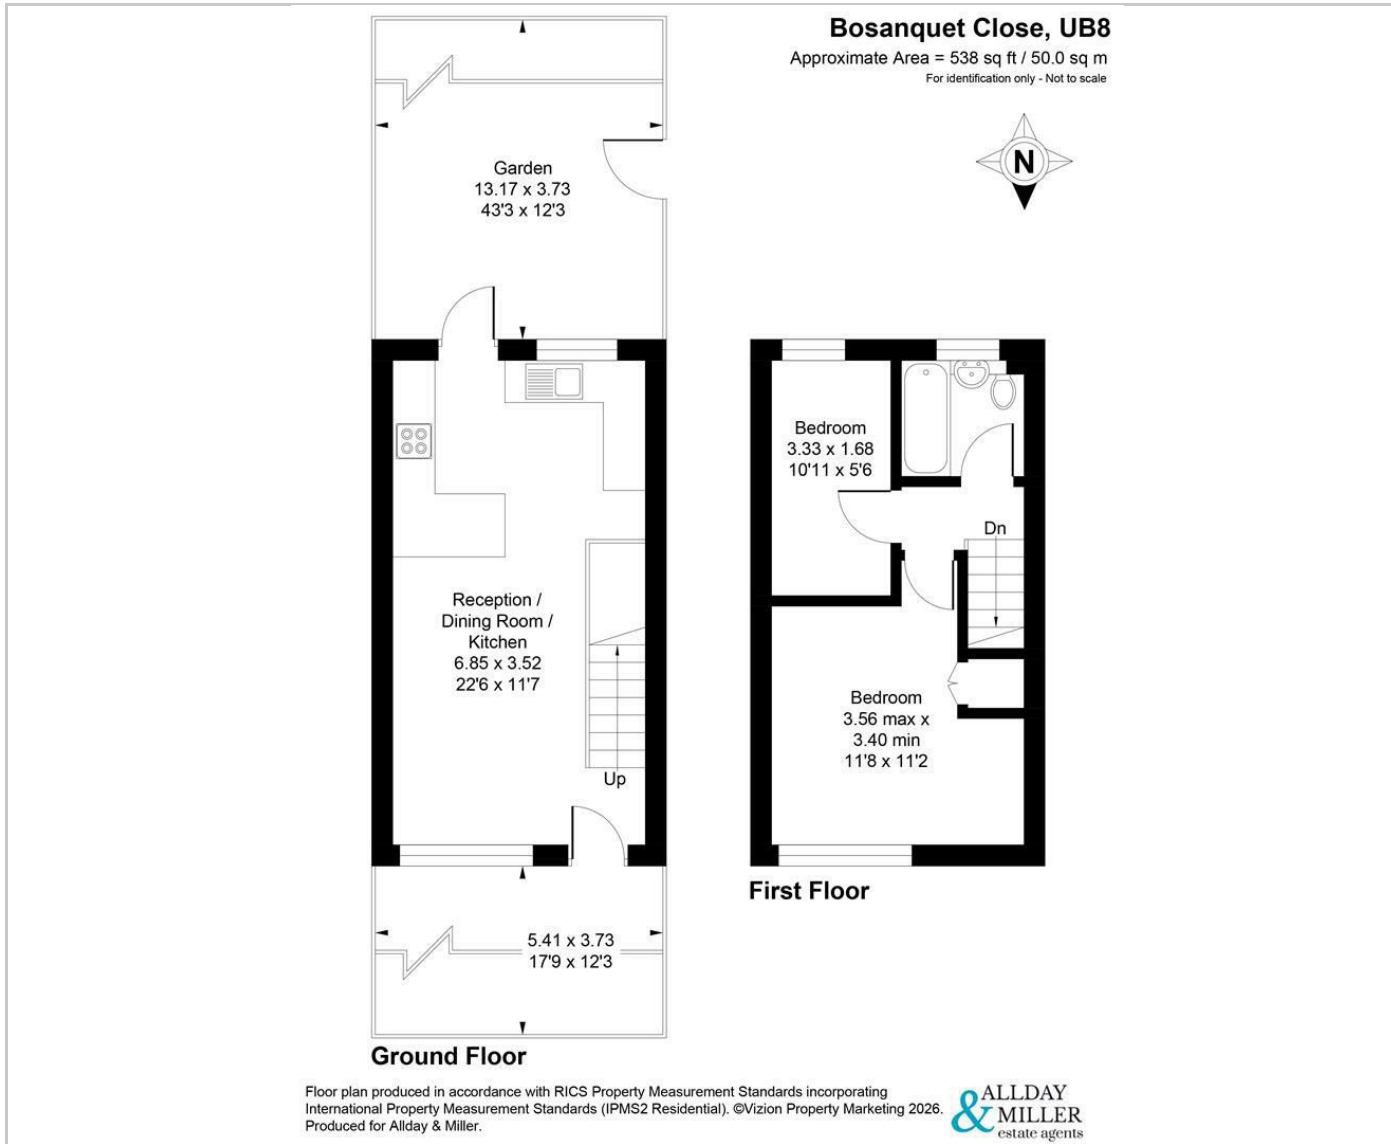 Bosanquet Close, UB8
Approximate Area = 538 sq ft / 50.0 sq m
For identification only - Not to scale
N
Garden
13.17 x 3.73
43'3 x 12'3
Reception /
Dining Room /
Kitchen
6.85 x 3.52
22'6 x 11'7
Up
5.41 x 3.73
17'9 x 12'3
Ground Floor
Bedroom
3.33 x 1.68
10'11 x 5'6
Dn
Bedroom
3.56 max x
3.40 min
11'8 x 11'2
First Floor
Floor plan produced in accordance with RICS Property Measurement Standards incorporating
International Property Measurement Standards (IPMS2 Residential). ©Vizion Property Marketing 2026.
Produced for Allday & Miller.
ALLDAY
& MILLER
estate agents